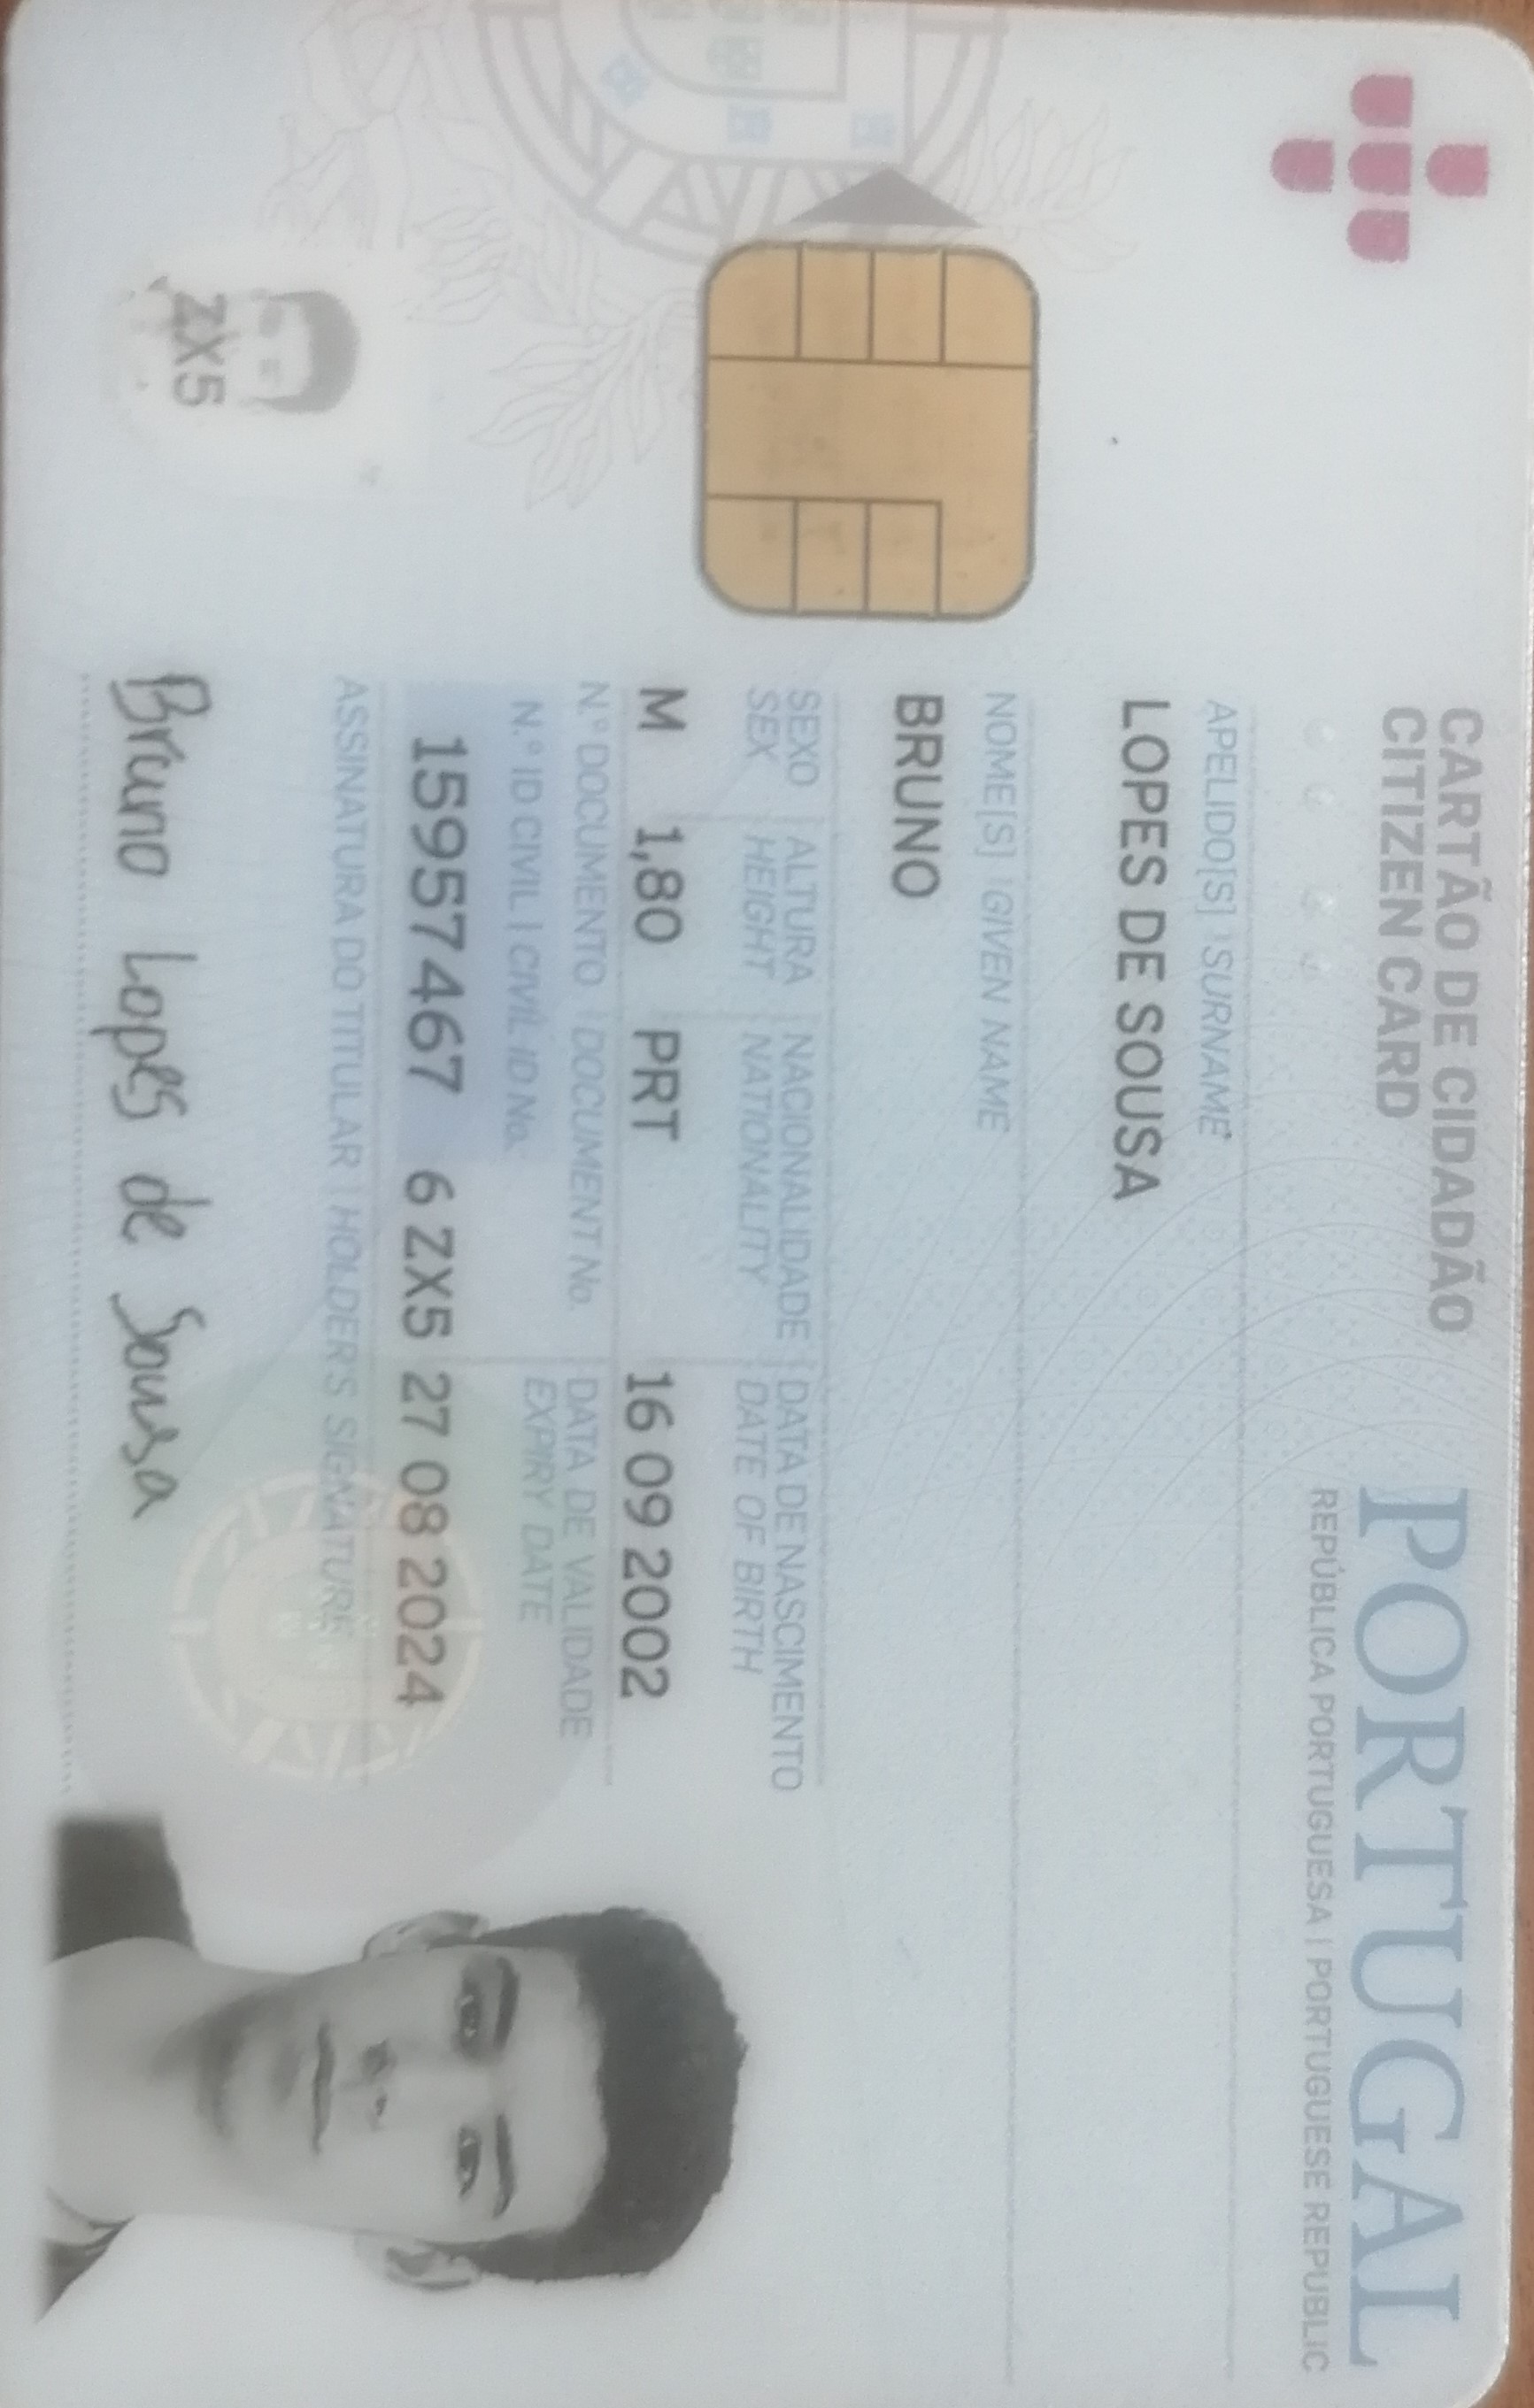 CARTÃO DE CIDADÃO
CITIZEN CARD
PORTUGAL
REPÚBLICA PORTUGUESA | PORTUGUESE REPUBLIC
APELIDO[S] | SURNAME
LOPES DE SOUSA
NOME[S] | GIVEN NAME
BRUNO
SEXO | ALTURA | NACIONALIDADE | DATA DE NASCIMENTO
SEX HEIGHT NATIONALITY DATE OF BIRTH
M 1,80 PRT 16 09 2002
N.º DOCUMENTO | DOCUMENT No. DATA DE VALIDADE
N.º ID CIVIL | CIVIL ID No. EXPIRY DATE
15957467 6 ZX5 27 08 2024
ASSINATURA DO TITULAR | HOLDER'S SIGNATURE
Bruno Lopes de Sousa
ZX5